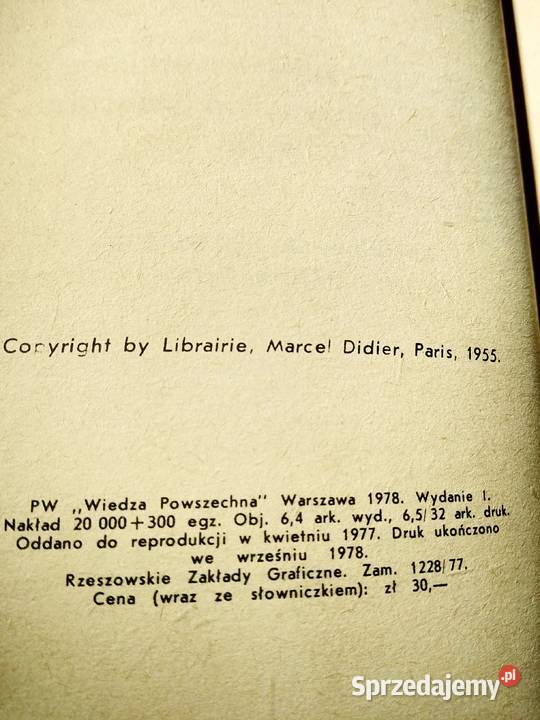 Copyright by Librairie, Marcel Didier, Paris, 1955.
PW „Wiedza Powszechna" Warszawa 1978. Wydanie I.
Nakład 20 000+300 egz. Obj. 6,4 ark. wyd., 6,5/32 ark. druk.
Oddano do reprodukcji w kwietniu 1977. Druk ukończono
we wrześniu 1978.
Rzeszowskie Zakłady Graficzne. Zam. 1228/77.
Cena (wraz ze słowniczkiem): zł 30,—
Sprzedajemy.pl